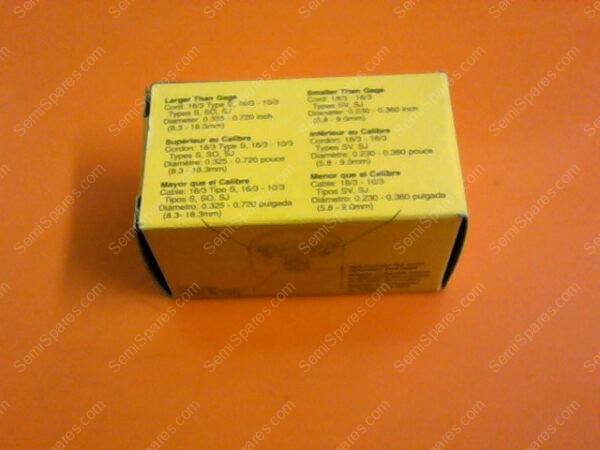 Larger Than Gage
Cord: 18/3 Type S, 16/3 - 10/3
Types S, SO, SJ
Diameter: 0.325 - 0.720 inch
(8.3 - 18.3mm)
Supérieur au Calibre
Cordon: 18/3 Type S, 16/3 - 10/3
Types S, SO, SJ
Diamètre: 0.325 - 0.720 pouce
(8.3 - 18.3mm)
Mayor que el Calibre
Cable: 18/3 Tipo S, 16/3 - 10/3
Tipos S, SO, SJ
Diámetro: 0.325 - 0.720 pulgada
(8.3- 18.3mm)
Smaller Than Gage
Cord: 18/3 - 16/3
Types SV, SJ
Diameter: 0.230 - 0.360 inch
(5.8 - 9.0mm)
Inférieur au Calibre
Cordon: 18/3 - 16/3
Types SV, SJ
Diamètre: 0.230 - 0.360 pouce
(5.8 - 9.0mm)
Menor que el Calibre
Cable: 18/3 - 16/3
Tipos SV, SJ
Diámetro: 0.230 - 0.360 pulgada
(5.8 - 9.0mm)
SemiSpares.com